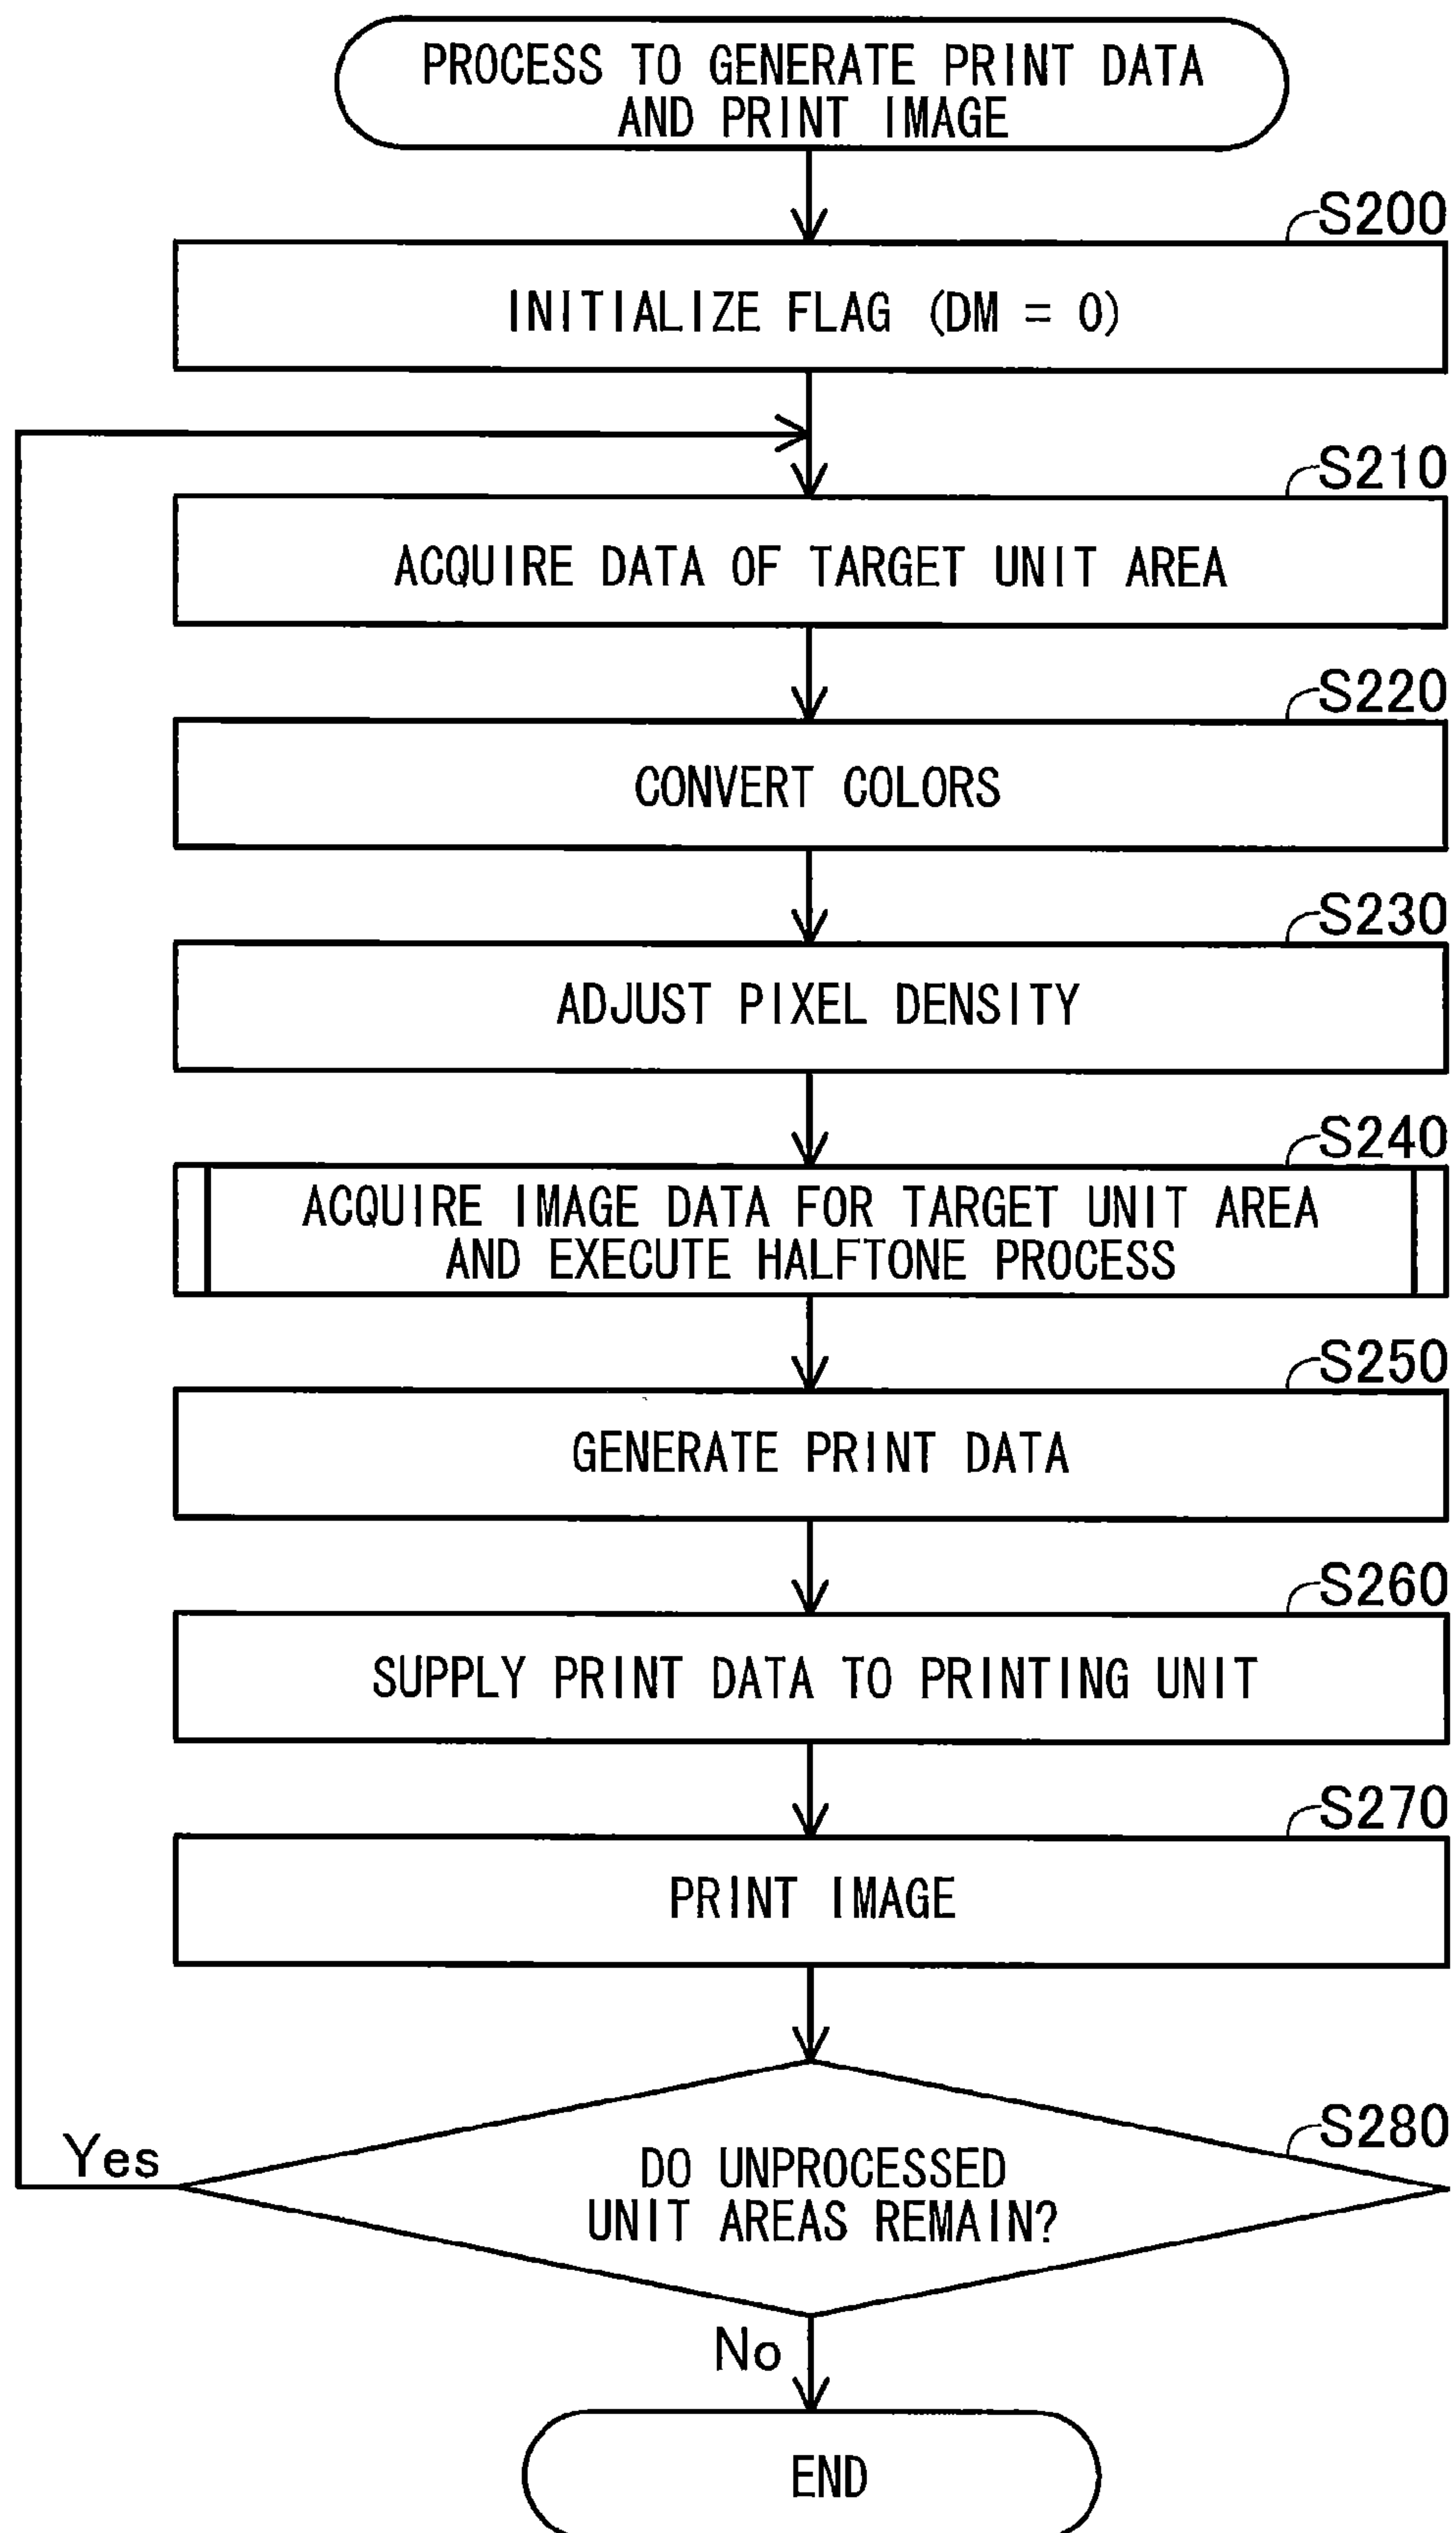 PROCESS TO GENERATE PRINT DATA
AND PRINT IMAGE
S200
INITIALIZE FLAG (DM = 0)
S210
ACQUIRE DATA OF TARGET UNIT AREA
S220
CONVERT COLORS
S230
ADJUST PIXEL DENSITY
S240
ACQUIRE IMAGE DATA FOR TARGET UNIT AREA
AND EXECUTE HALFTONE PROCESS
S250
GENERATE PRINT DATA
S260
SUPPLY PRINT DATA TO PRINTING UNIT
S270
PRINT IMAGE
S280
Yes
DO UNPROCESSED
UNIT AREAS REMAIN?
No
END